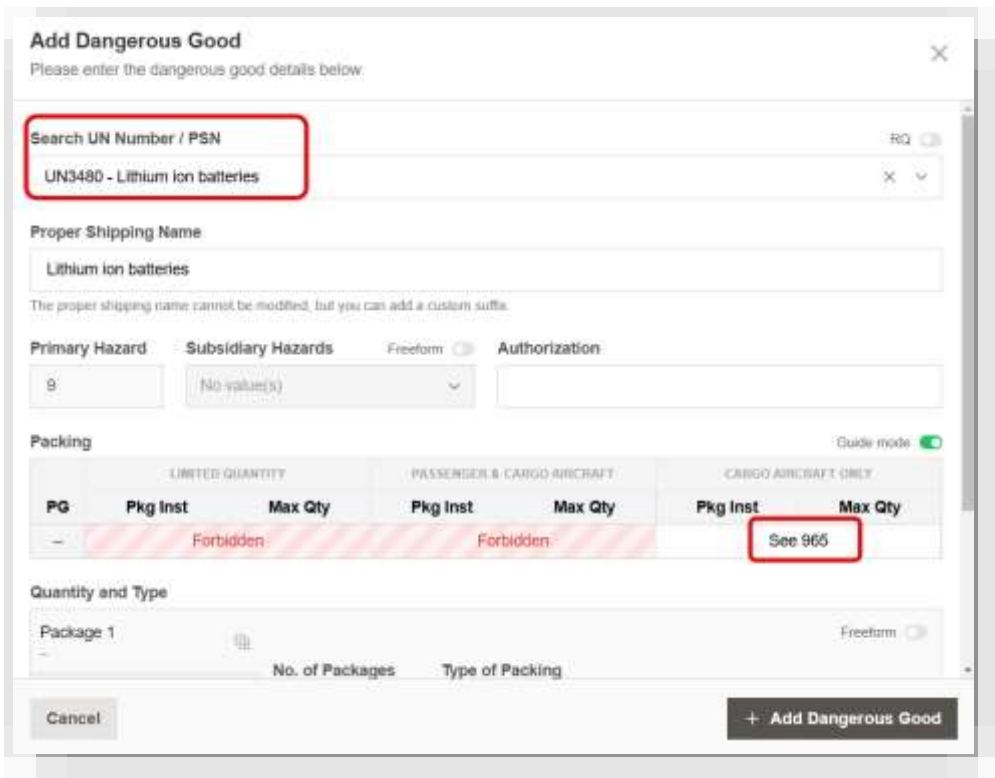 Add Dangerous Good
Please enter the dangerous good details below
Search UN Number / PSN
RQ
UN3480 - Lithium ion batteries
Proper Shipping Name
Lithium ion batteries
The proper shipping name cannot be modified, but you can add a custom suffix.
Primary Hazard Subsidiary Hazards Freeform Authorization
9 No value(s)
Packing Guide mode
LIMITED QUANTITY PASSENGER & CARGO AIRCRAFT CARGO AIRCRAFT ONLY
PG Pkg Inst Max Qty Pkg Inst Max Qty Pkg Inst Max Qty
– Forbidden Forbidden See 965
Quantity and Type
Package 1 Freeform
–
No. of Packages Type of Packing
Cancel + Add Dangerous Good